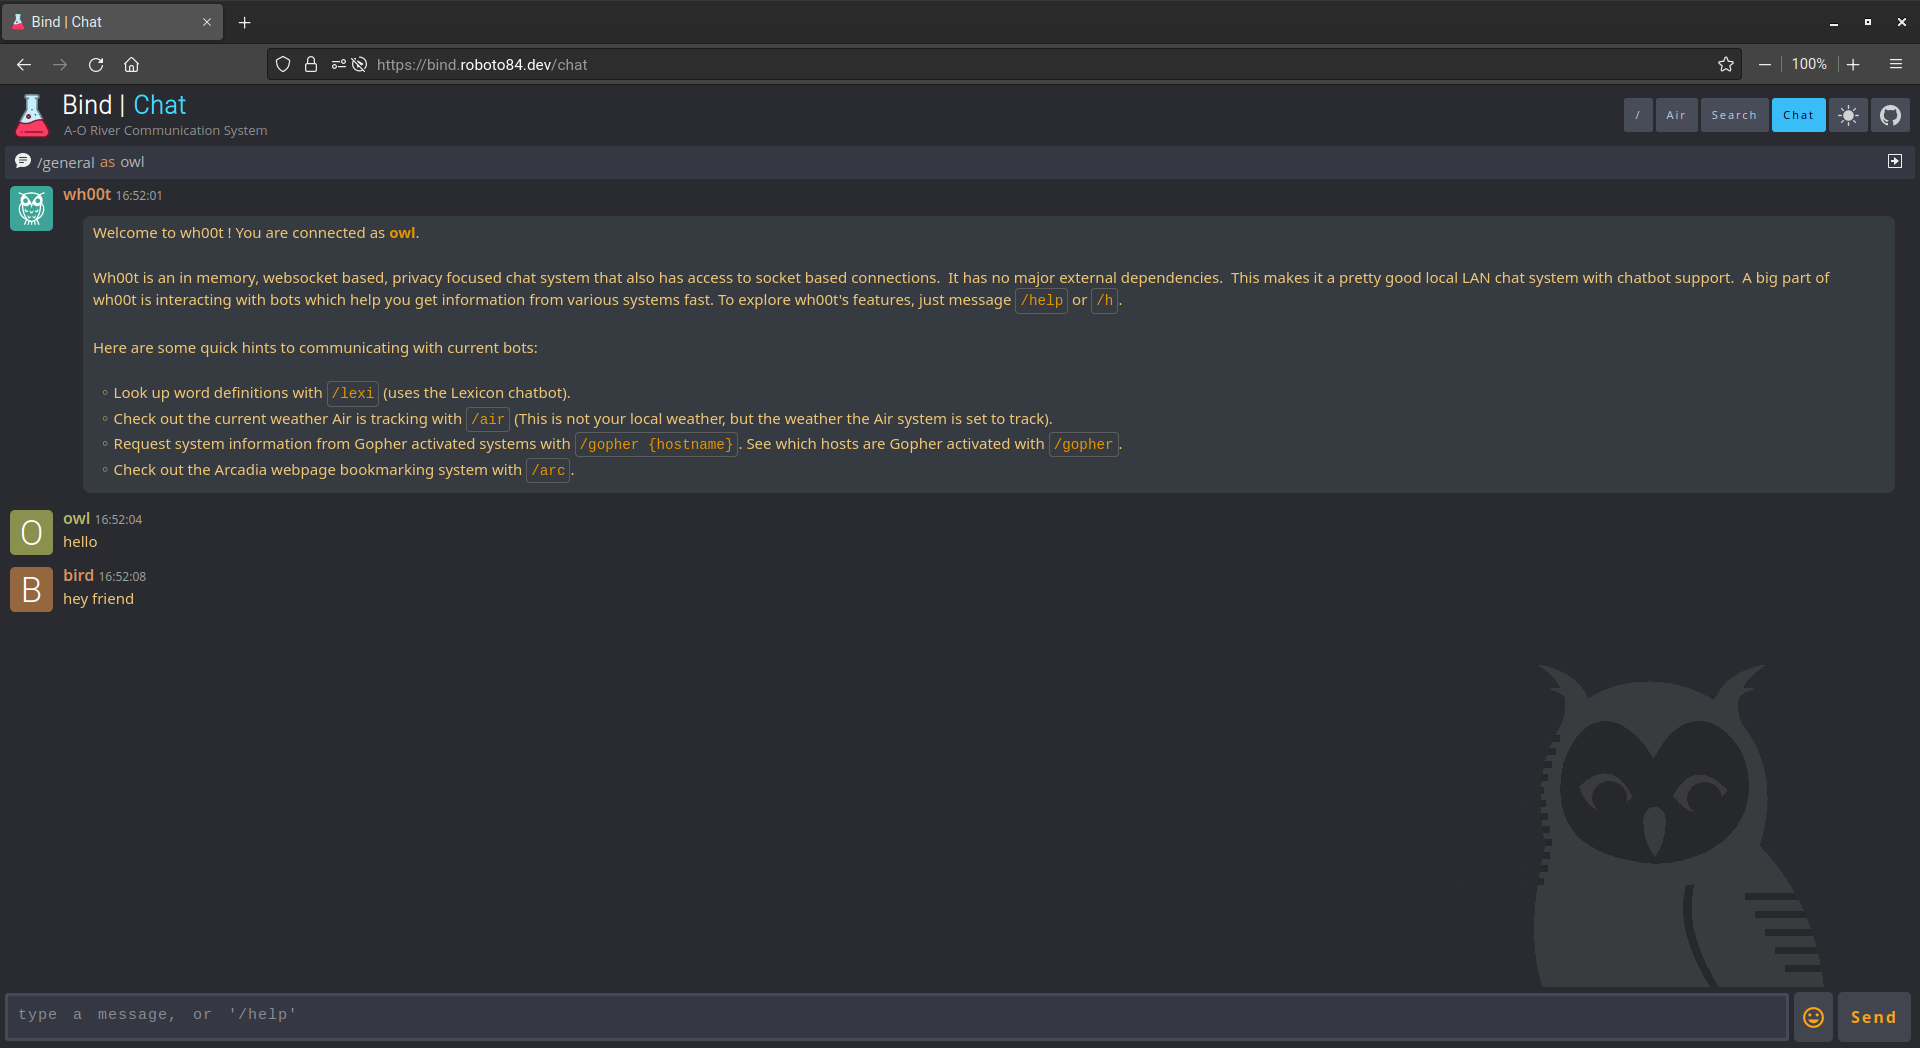 Bind | Chat
https://bind.roboto84.dev/chat
100%
Bind | Chat
A-O River Communication System
/ Air Search Chat
/general as owl
wh00t 16:52:01
Welcome to wh00t ! You are connected as owl.
Wh00t is an in memory, websocket based, privacy focused chat system that also has access to socket based connections.  It has no major external dependencies.  This makes it a pretty good local LAN chat system with chatbot support.  A big part of
wh00t is interacting with bots which help you get information from various systems fast. To explore wh00t's features, just message /help or /h.
Here are some quick hints to communicating with current bots:
◦ Look up word definitions with /lexi (uses the Lexicon chatbot).
◦ Check out the current weather Air is tracking with /air (This is not your local weather, but the weather the Air system is set to track).
◦ Request system information from Gopher activated systems with /gopher {hostname}. See which hosts are Gopher activated with /gopher.
◦ Check out the Arcadia webpage bookmarking system with /arc.
O
owl 16:52:04
hello
B
bird 16:52:08
hey friend
type a message, or '/help'
Send